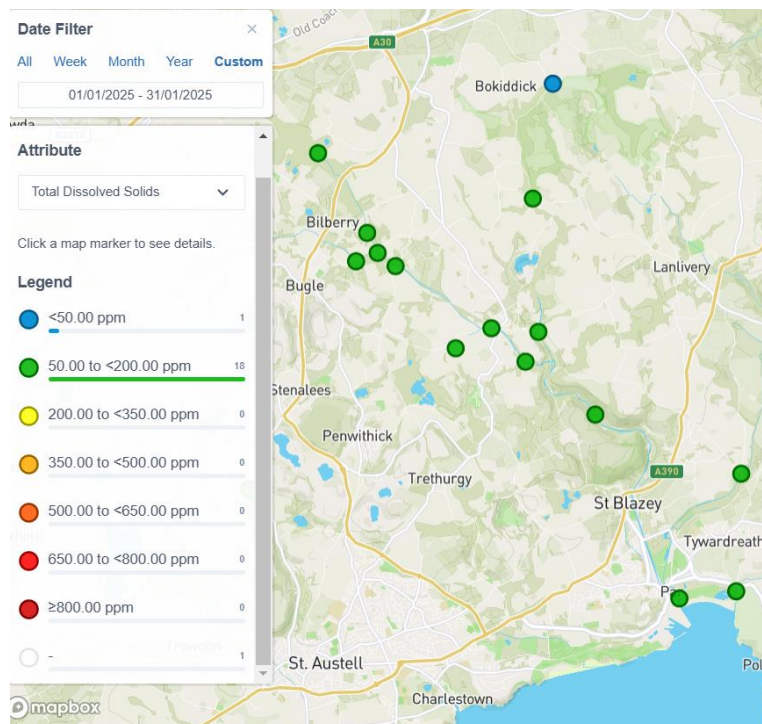 Date Filter
×
All Week Month Year Custom
01/01/2025 - 31/01/2025
Attribute
Total Dissolved Solids
Click a map marker to see details.
Legend
<50.00 ppm 1
50.00 to <200.00 ppm 18
200.00 to <350.00 ppm 0
350.00 to <500.00 ppm 0
500.00 to <650.00 ppm 0
650.00 to <800.00 ppm 0
≥800.00 ppm 0
- 1
mapbox
Old Coac
A30
Bokiddick
Bilberry
Lanlivery
Bugle
Stenalees
Penwithick
Trethurgy
A390
St Blazey
Tywardreath
Pa
St. Austell
Pol
Charlestown